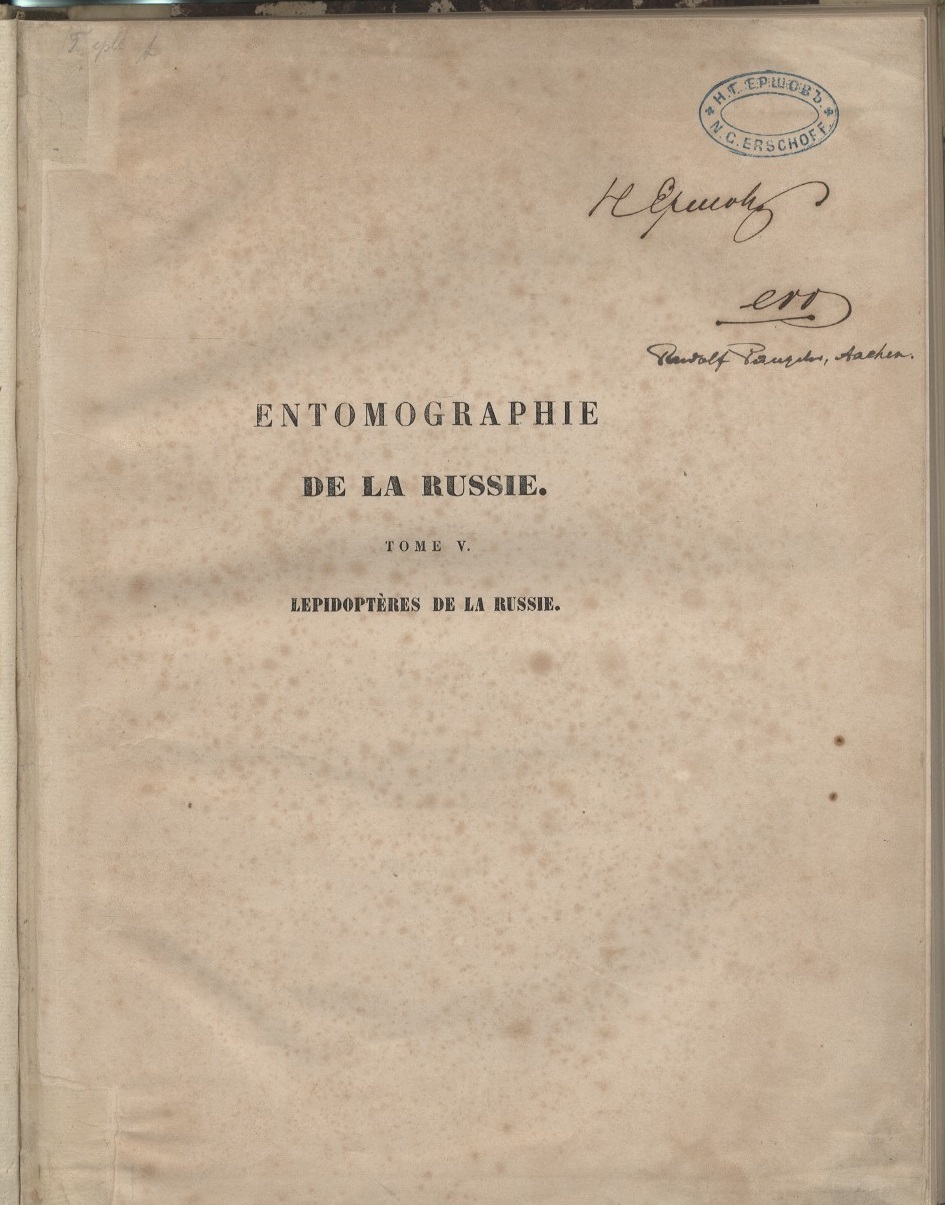 Н.Г. ЕРШОВЪ.
N. G. ERSCHOFF.
Н Ершовъ
Rudolf Püngeler, Aachen.
ENTOMOGRAPHIE
DE LA RUSSIE.
TOME V.
LEPIDOPTÈRES DE LA RUSSIE.